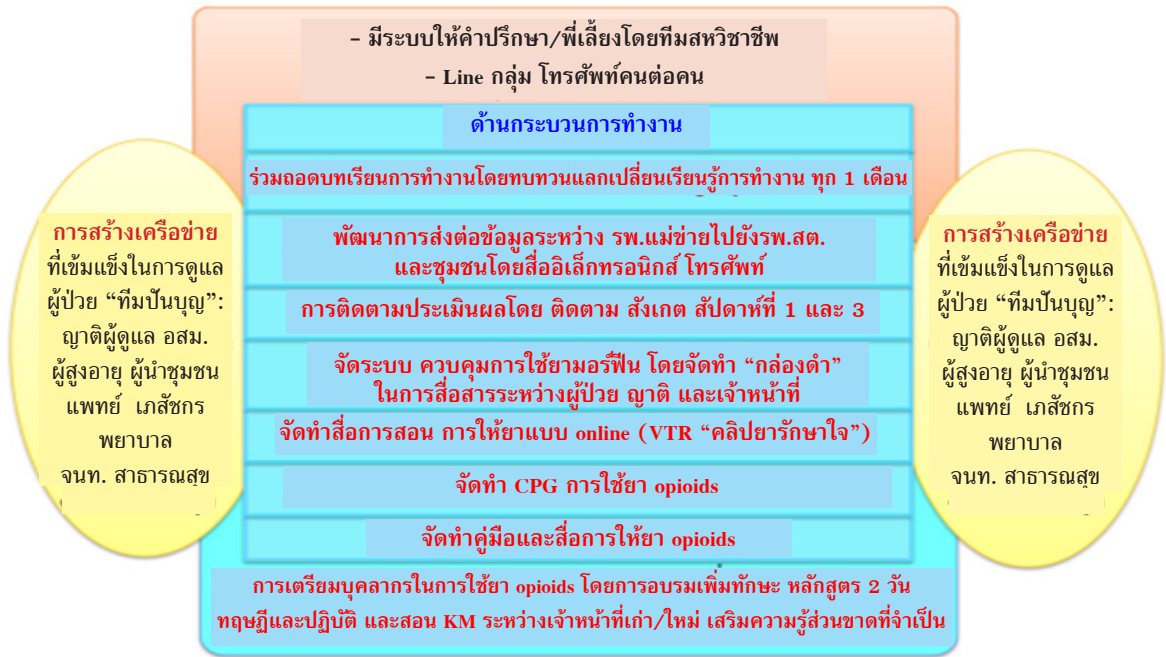 - มีระบบให้คำปรึกษา/พี่เลี้ยงโดยทีมสหวิชาชีพ
- Line กลุ่ม โทรศัพท์คนต่อคน
ด้านกระบวนการทำงาน
ร่วมถอดบทเรียนการทำงานโดยทบทวนแลกเปลี่ยนเรียนรู้การทำงาน ทุก 1 เดือน
พัฒนาการส่งต่อข้อมูลระหว่าง รพ.แม่ข่ายไปยังรพ.สต.
และชุมชนโดยสื่ออิเล็กทรอนิกส์ โทรศัพท์
การติดตามประเมินผลโดย ติดตาม สังเกต สัปดาห์ที่ 1 และ 3
จัดระบบ ควบคุมการใช้ยามอร์ฟีน โดยจัดทำ “กล่องดำ”
ในการสื่อสารระหว่างผู้ป่วย ญาติ และเจ้าหน้าที่
จัดทำสื่อการสอน การให้ยาแบบ online (VTR “คลิปยารักษาใจ”)
จัดทำ CPG การใช้ยา opioids
จัดทำคู่มือและสื่อการให้ยา opioids
การเตรียมบุคลากรในการใช้ยา opioids โดยการอบรมเพิ่มทักษะ หลักสูตร 2 วัน
ทฤษฎีและปฏิบัติ และสอน KM ระหว่างเจ้าหน้าที่เก่า/ใหม่ เสริมความรู้ส่วนขาดที่จำเป็น
การสร้างเครือข่าย
ที่เข้มแข็งในการดูแล
ผู้ป่วย “ทีมปันบุญ”:
ญาติผู้ดูแล อสม.
ผู้สูงอายุ ผู้นำชุมชน
แพทย์ เภสัชกร
พยาบาล
จนท. สาธารณสุข
การสร้างเครือข่าย
ที่เข้มแข็งในการดูแล
ผู้ป่วย “ทีมปันบุญ”:
ญาติผู้ดูแล อสม.
ผู้สูงอายุ ผู้นำชุมชน
แพทย์ เภสัชกร
พยาบาล
จนท. สาธารณสุข